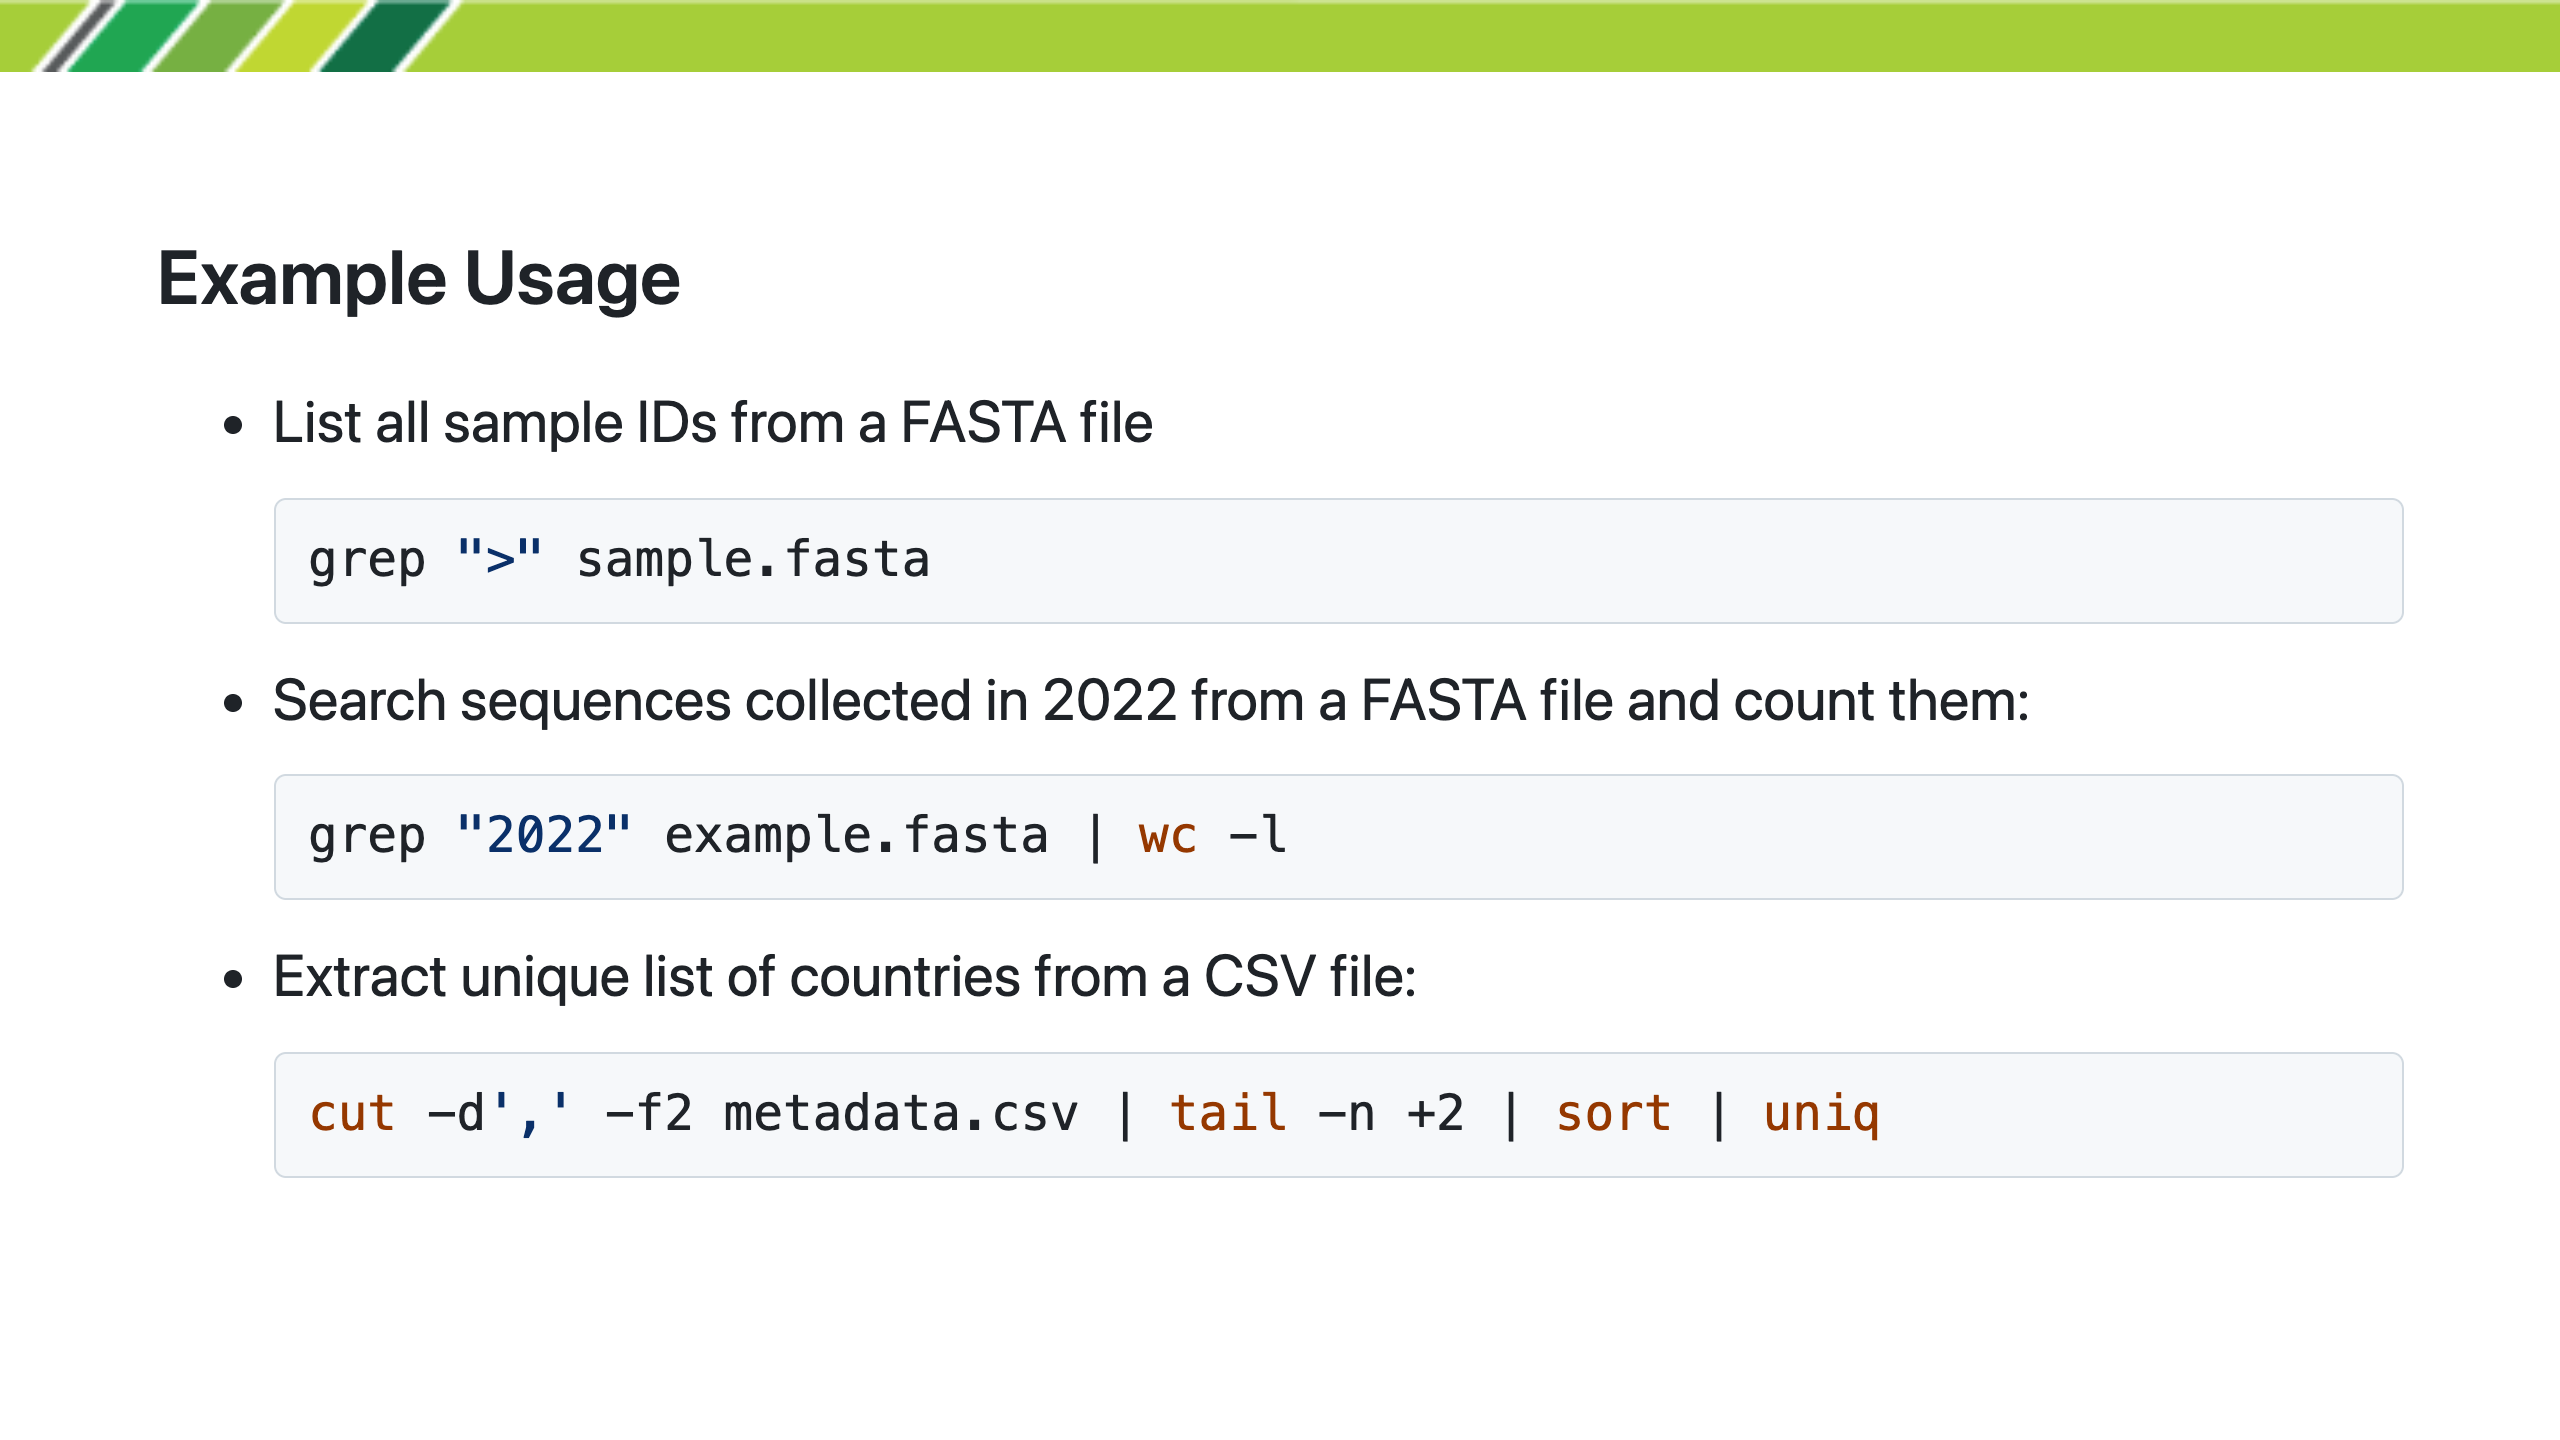 Example Usage
• List all sample IDs from a FASTA file
grep ">" sample.fasta
• Search sequences collected in 2022 from a FASTA file and count them:
grep "2022" example.fasta | wc -l
• Extract unique list of countries from a CSV file:
cut -d',' -f2 metadata.csv | tail -n +2 | sort | uniq